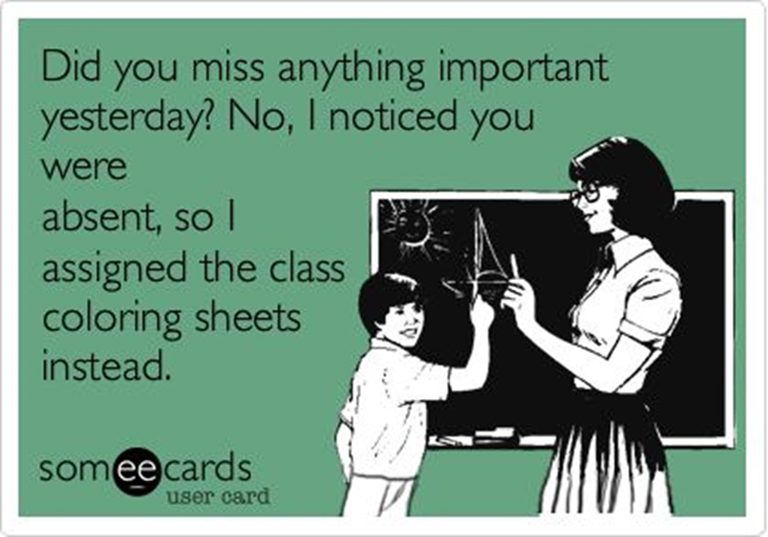 Did you miss anything important
yesterday? No, I noticed you
were
absent, so I
assigned the class
coloring sheets
instead.
someecards
user card